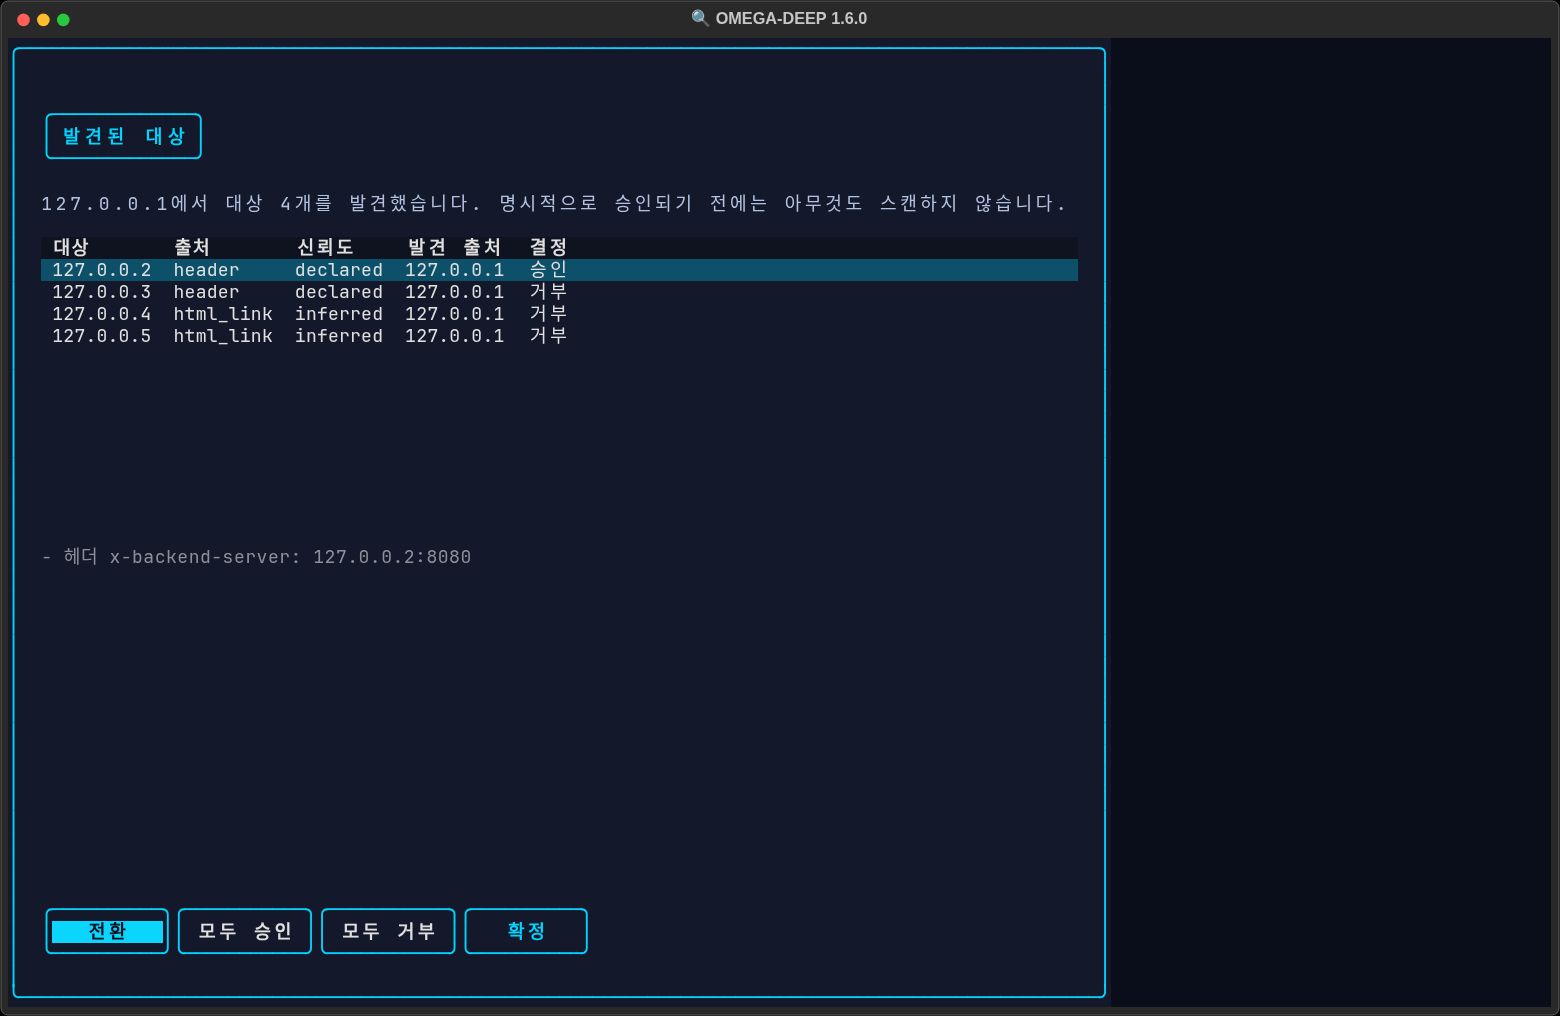 🔍 OMEGA-DEEP 1.6.0
발견된 대상
127.0.0.1에서 대상 4개를 발견했습니다. 명시적으로 승인되기 전에는 아무것도 스캔하지 않습니다.
대상 출처 신뢰도 발견 출처 결정
127.0.0.2 header declared 127.0.0.1 승인
127.0.0.3 header declared 127.0.0.1 거부
127.0.0.4 html_link inferred 127.0.0.1 거부
127.0.0.5 html_link inferred 127.0.0.1 거부
- 헤더 x-backend-server: 127.0.0.2:8080
전환 모두 승인 모두 거부 확정